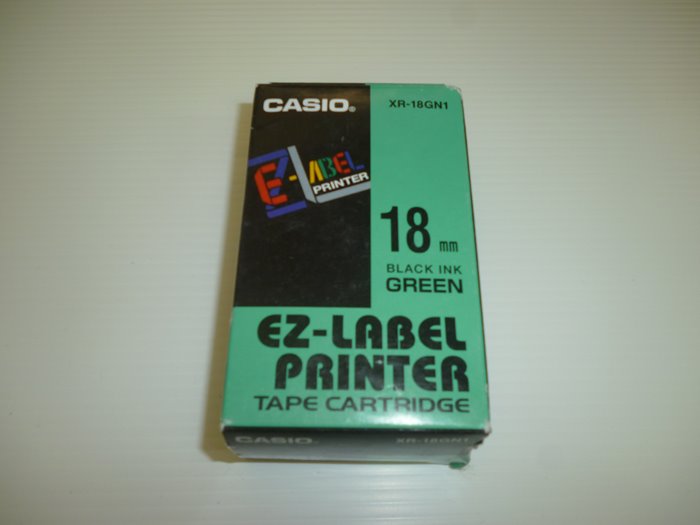 CASIO®
XR-18GN1
EZ-LABEL
PRINTER
18 mm
BLACK INK
GREEN
EZ-LABEL
PRINTER
TAPE CARTRIDGE
CASIO®
XR-18GN1